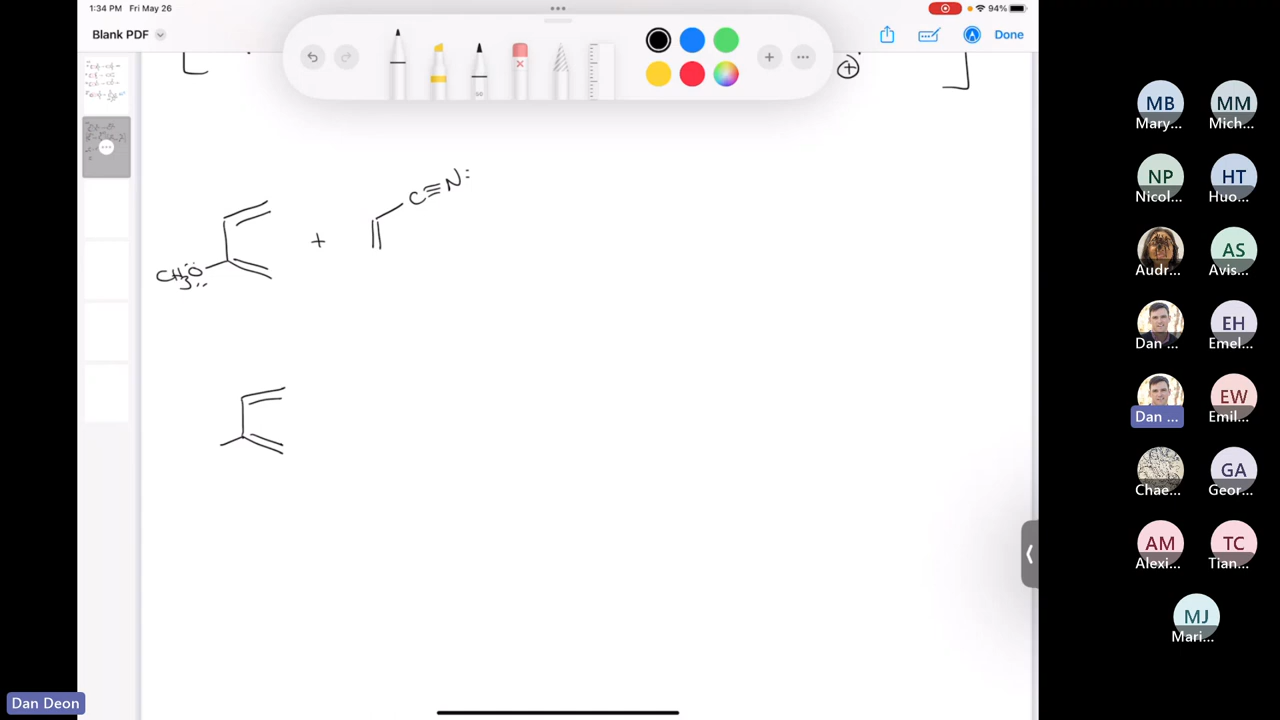 1:34 PM Fri May 26
94%
Blank PDF
Done
+
C≡N:
+
CH₃Ö:
MB
Mary...
MM
Mich...
NP
Nicol...
HT
Huo...
Audr...
AS
Avis...
Dan ...
EH
Emel...
Dan ...
EW
Emil...
Chae...
GA
Geor...
AM
Alexi...
TC
Tian...
MJ
Mari...
Dan Deon